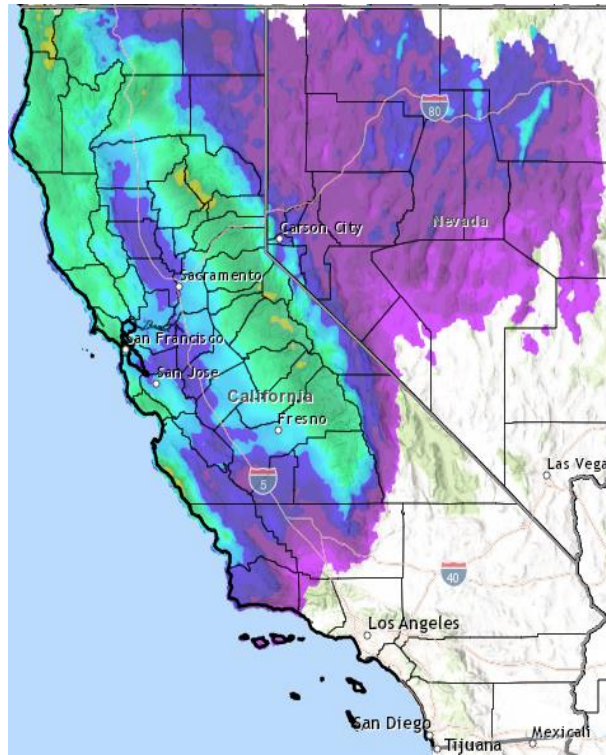 80
Nevada
Carson City
Sacramento
San Francisco
San Jose
California
Fresno
5
Las Vega
40
Los Angeles
San Diego
Tijuana
Mexicali